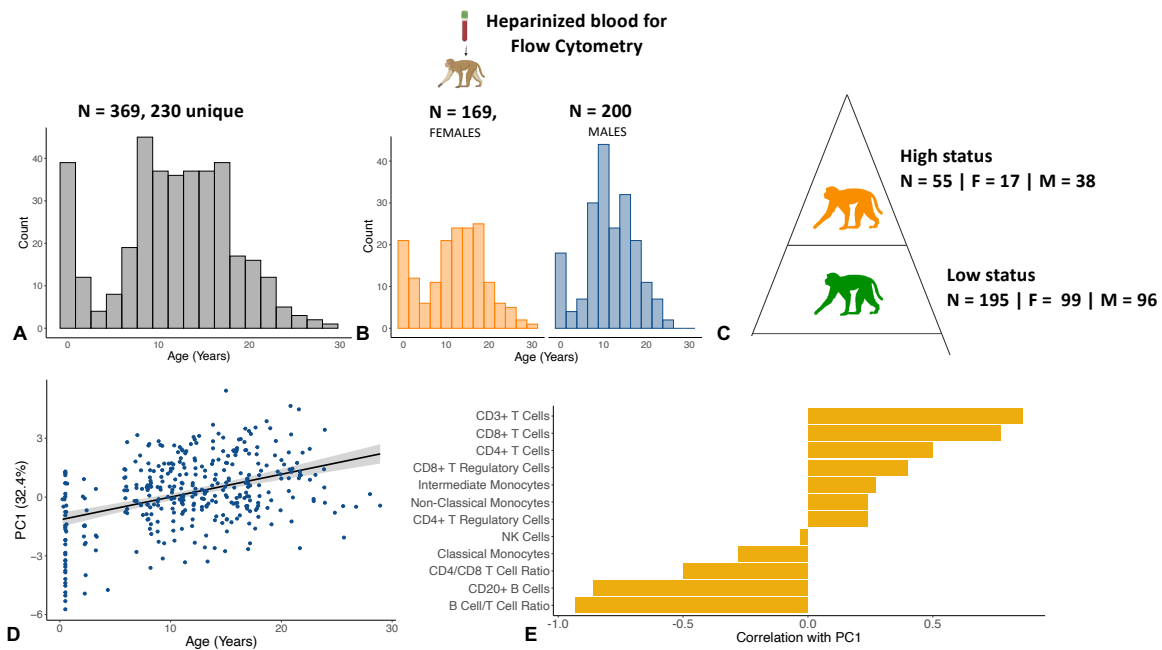 Heparinized blood for
Flow Cytometry
N = 369, 230 unique
N = 169,
FEMALES
N = 200
MALES
High status
N = 55 | F = 17 | M = 38
Low status
N = 195 | F =  99 | M = 96
Count
40
30
20
10
0
0
10
20
30
Age (Years)
A
Count
40
30
20
10
0
0
10
20
30
0
10
20
30
Age (Years)
B
C
PC1 (32.4%)
3
0
−3
−6
0
10
20
30
Age (Years)
D
CD3+ T Cells
CD8+ T Cells
CD4+ T Cells
CD8+ T Regulatory Cells
Intermediate Monocytes
Non-Classical Monocytes
CD4+ T Regulatory Cells
NK Cells
Classical Monocytes
CD4/CD8 T Cell Ratio
CD20+ B Cells
B Cell/T Cell Ratio
-1.0
-0.5
0.0
0.5
Correlation with PC1
E